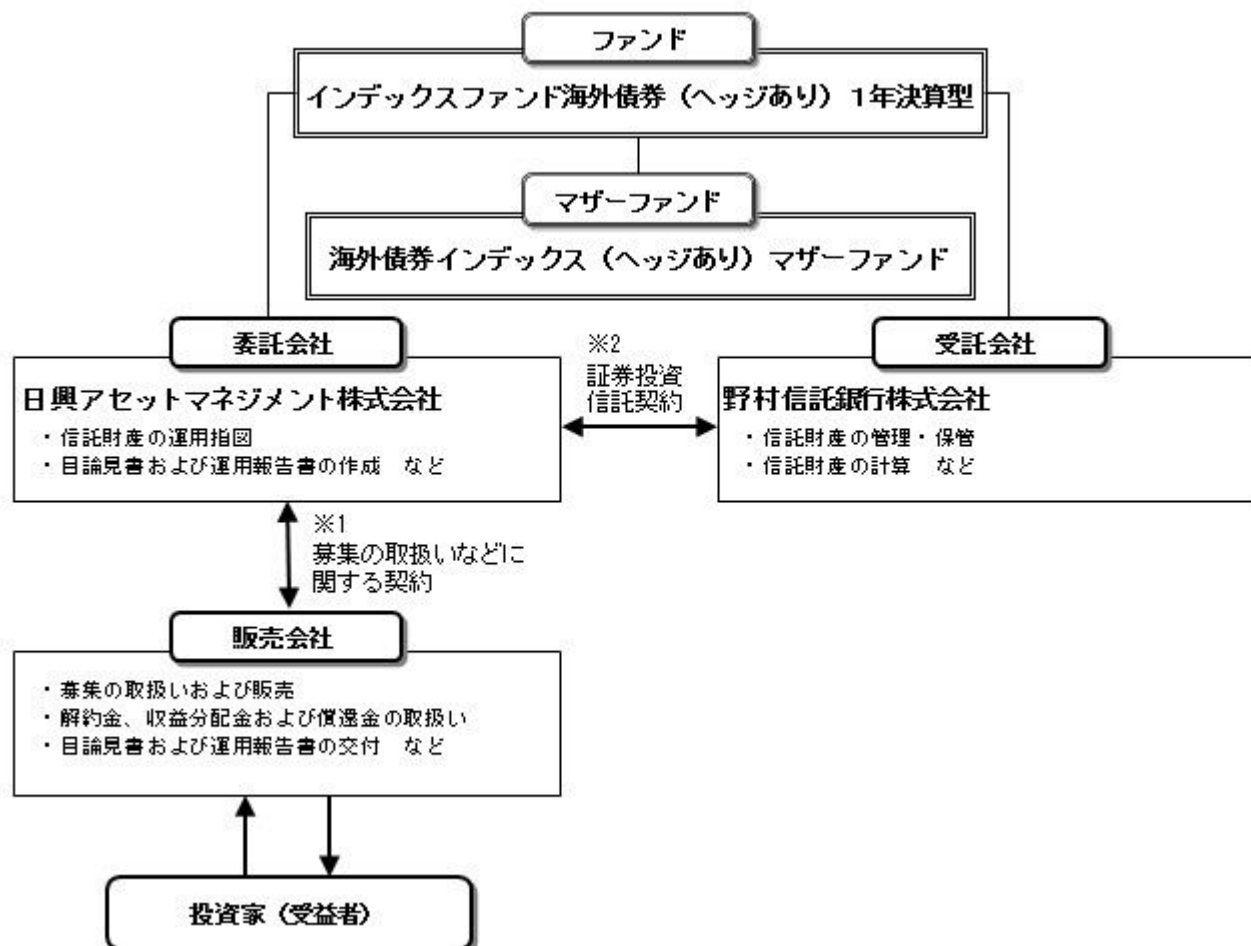 ファンド
インデックスファンド海外債券（ヘッジあり）１年決算型
マザーファンド
海外債券インデックス（ヘッジあり）マザーファンド
委託会社
日興アセットマネジメント株式会社
・信託財産の運用指図
・目論見書および運用報告書の作成　など
※2
証券投資
信託契約
受託会社
野村信託銀行株式会社
・信託財産の管理・保管
・信託財産の計算　など
※1
募集の取扱いなどに
関する契約
販売会社
・募集の取扱いおよび販売
・解約金、収益分配金および償還金の取扱い
・目論見書および運用報告書の交付　など
投資家（受益者）